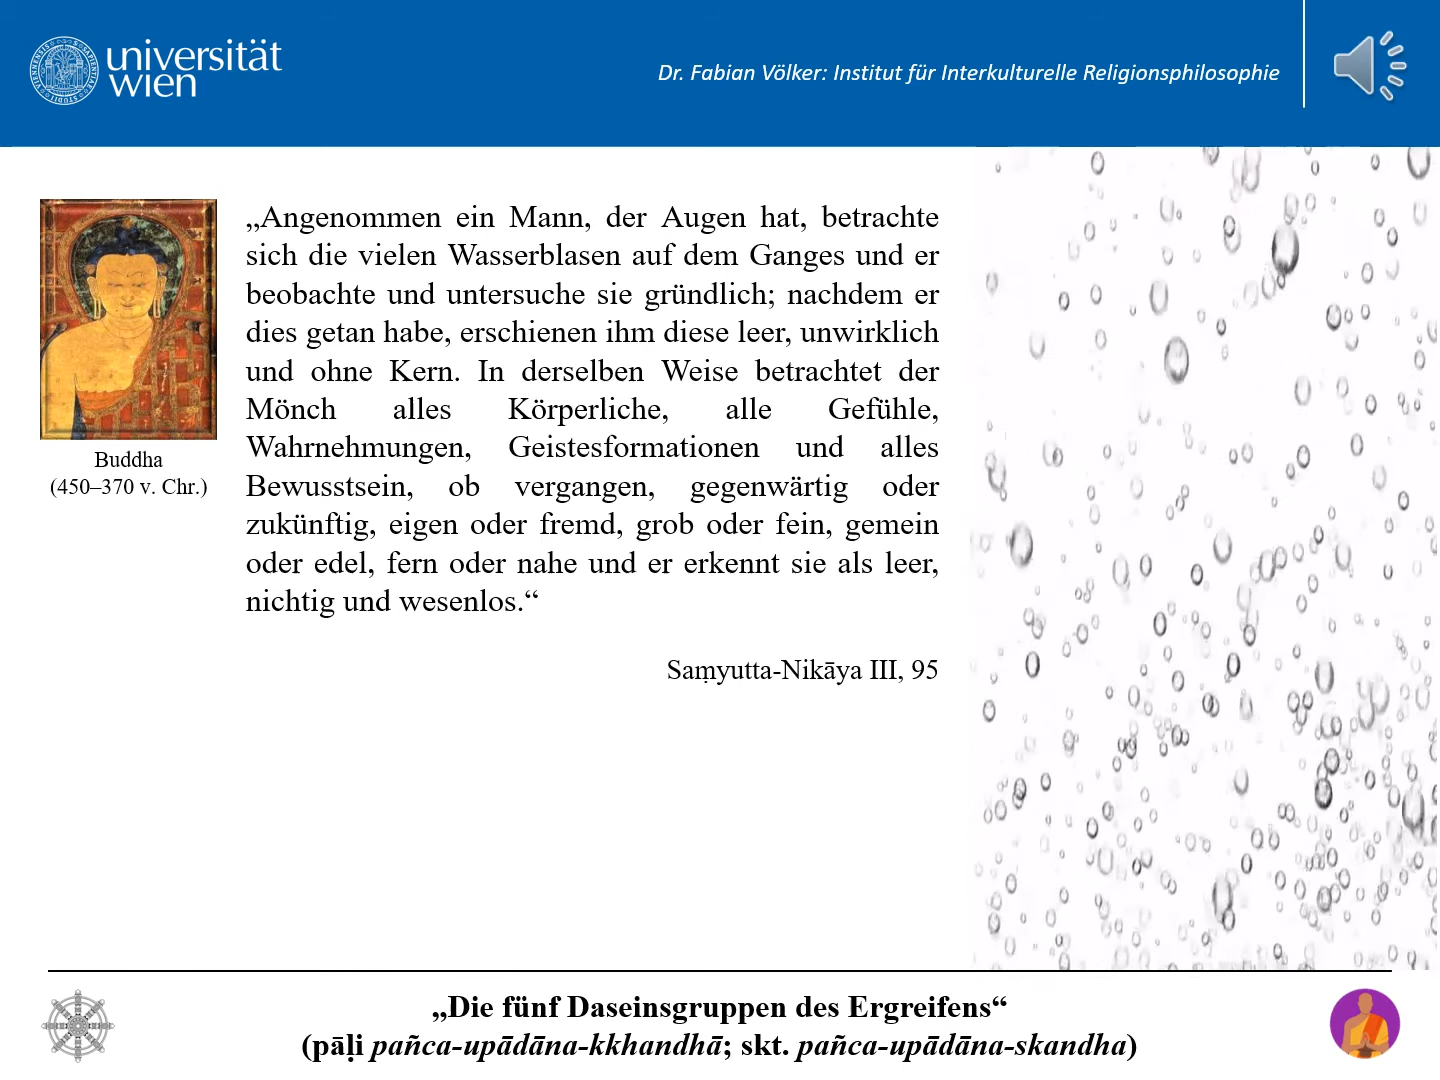 universität
wien
Dr. Fabian Völker: Institut für Interkulturelle Religionsphilosophie
„Angenommen ein Mann, der Augen hat, betrachte
sich die vielen Wasserblasen auf dem Ganges und er
beobachte und untersuche sie gründlich; nachdem er
dies getan habe, erschienen ihm diese leer, unwirklich
und ohne Kern. In derselben Weise betrachtet der
Mönch alles Körperliche, alle Gefühle,
Wahrnehmungen, Geistesformationen und alles
Bewusstsein, ob vergangen, gegenwärtig oder
zukünftig, eigen oder fremd, grob oder fein, gemein
oder edel, fern oder nahe und er erkennt sie als leer,
nichtig und wesenlos.“
Saṃyutta-Nikāya III, 95
Buddha
(450–370 v. Chr.)
„Die fünf Daseinsgruppen des Ergreifens“
(pāḷi pañca-upādāna-kkhandhā; skt. pañca-upādāna-skandha)